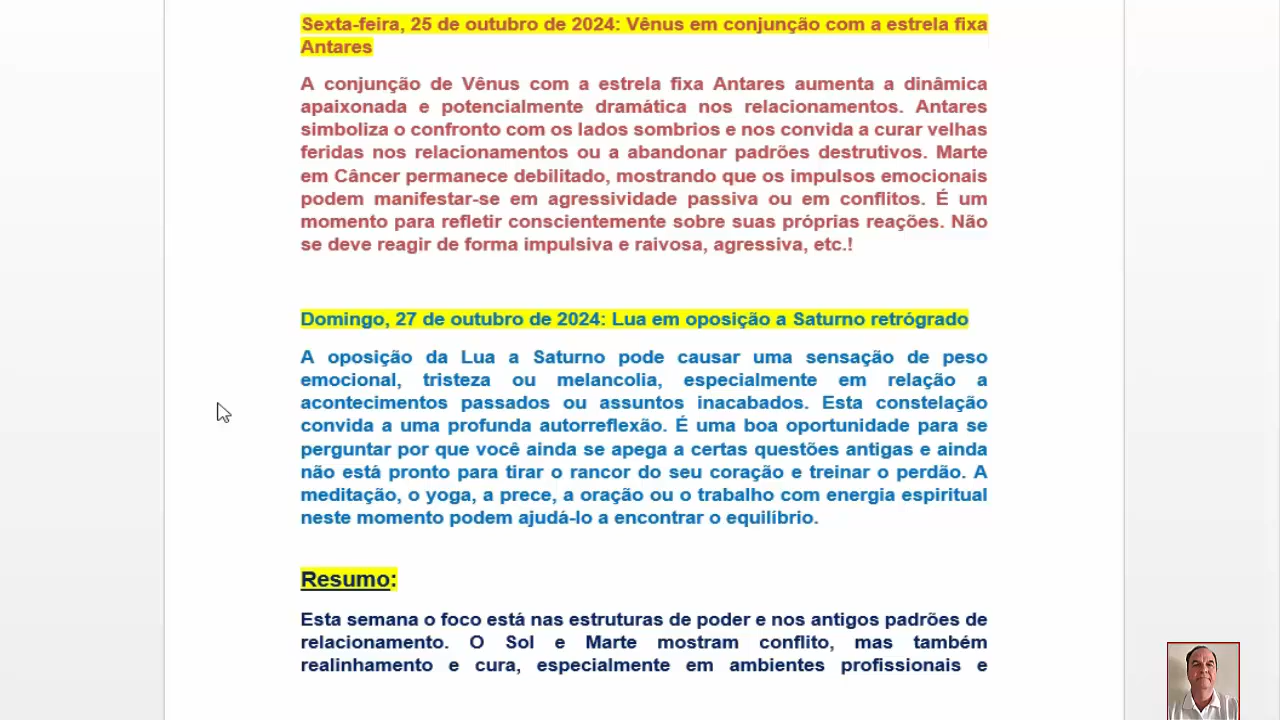 Sexta-feira, 25 de outubro de 2024: Vênus em conjunção com a estrela fixa
Antares
A conjunção de Vênus com a estrela fixa Antares aumenta a dinâmica
apaixonada e potencialmente dramática nos relacionamentos. Antares
simboliza o confronto com os lados sombrios e nos convida a curar velhas
feridas nos relacionamentos ou a abandonar padrões destrutivos. Marte
em Câncer permanece debilitado, mostrando que os impulsos emocionais
podem manifestar-se em agressividade passiva ou em conflitos. É um
momento para refletir conscientemente sobre suas próprias reações. Não
se deve reagir de forma impulsiva e raivosa, agressiva, etc.!
Domingo, 27 de outubro de 2024: Lua em oposição a Saturno retrógrado
A oposição da Lua a Saturno pode causar uma sensação de peso
emocional, tristeza ou melancolia, especialmente em relação a
acontecimentos passados ou assuntos inacabados. Esta constelação
convida a uma profunda autorreflexão. É uma boa oportunidade para se
perguntar por que você ainda se apega a certas questões antigas e ainda
não está pronto para tirar o rancor do seu coração e treinar o perdão. A
meditação, o yoga, a prece, a oração ou o trabalho com energia espiritual
neste momento podem ajudá-lo a encontrar o equilíbrio.
Resumo:
Esta semana o foco está nas estruturas de poder e nos antigos padrões de
relacionamento. O Sol e Marte mostram conflito, mas também
realinhamento e cura, especialmente em ambientes profissionais e